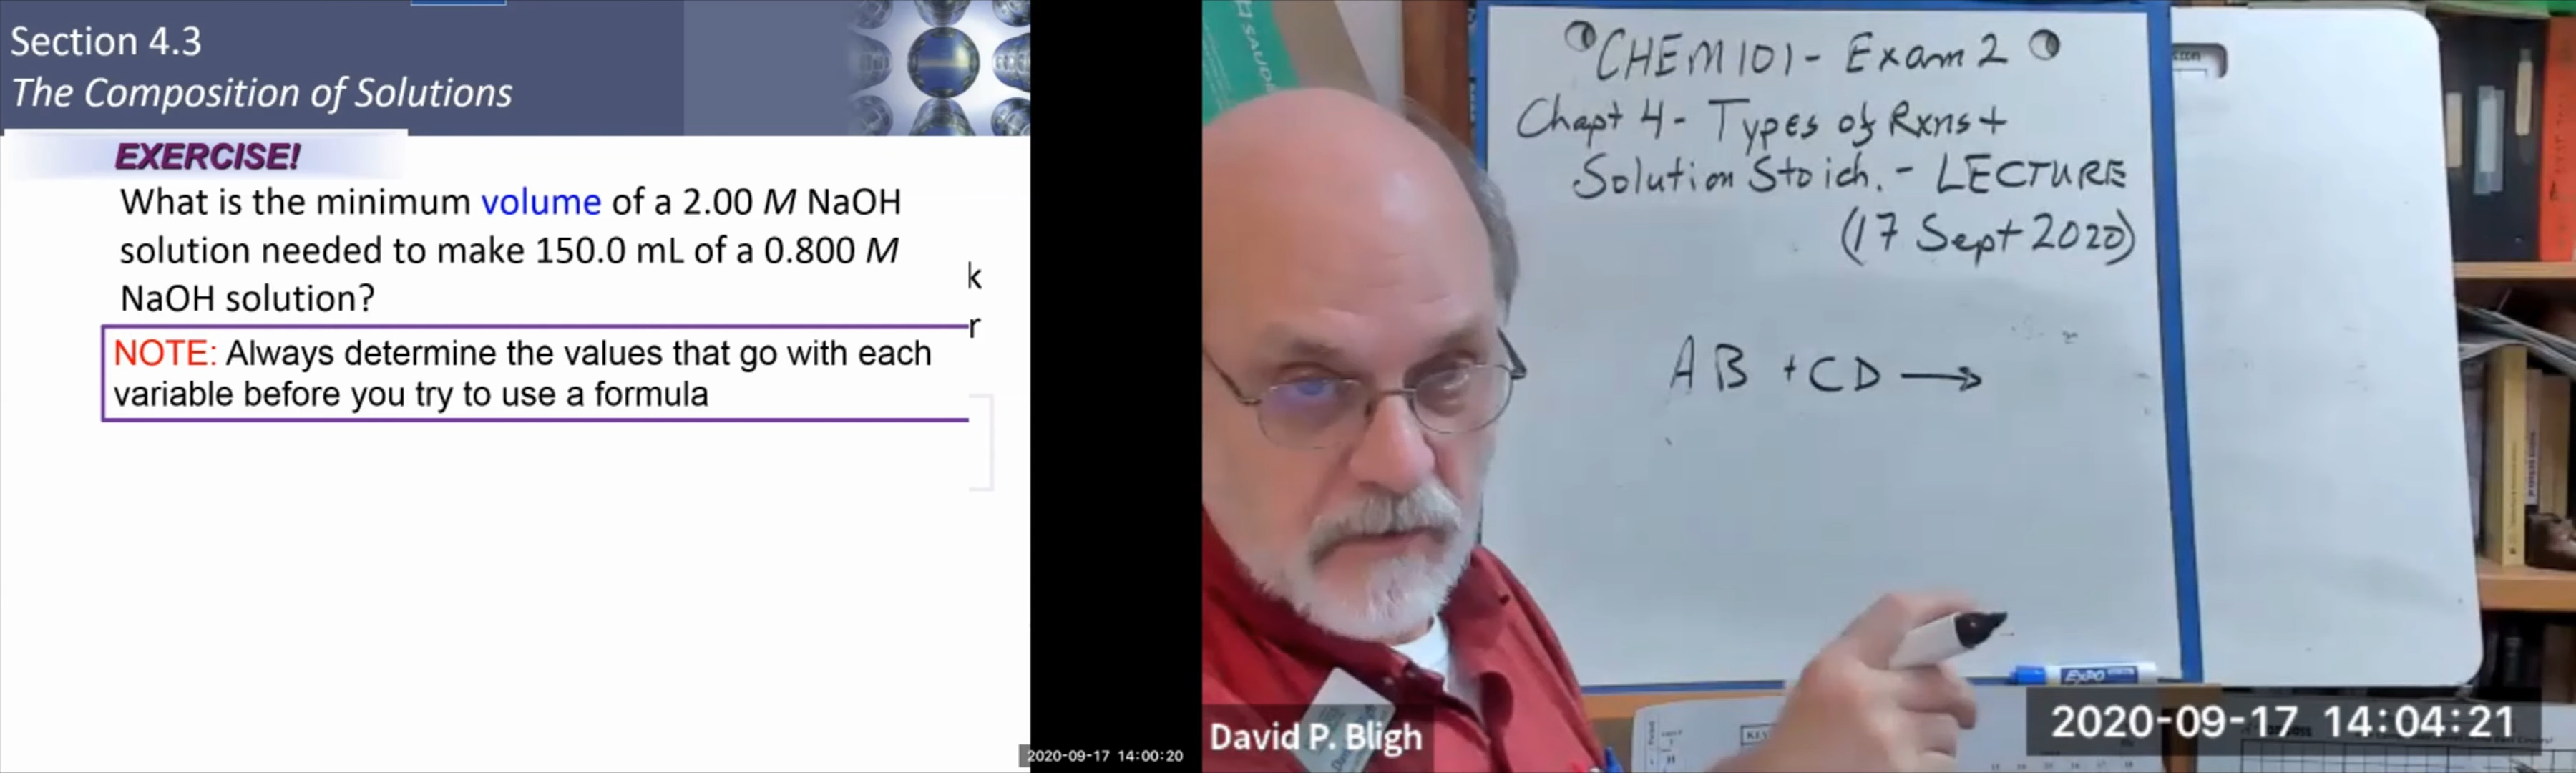 Section 4.3
The Composition of Solutions
EXERCISE!
What is the minimum volume of a 2.00 M NaOH
solution needed to make 150.0 mL of a 0.800 M
NaOH solution?
k
r
NOTE: Always determine the values that go with each
variable before you try to use a formula
2020-09-17 14:00:20
CHEM 101 - Exam 2
Chapt 4 - Types of Rxns +
Solution Stoich. - LECTURE
(17 Sept 2020)
AB + CD →
EXPO
David P. Bligh
2020-09-17 14:04:21